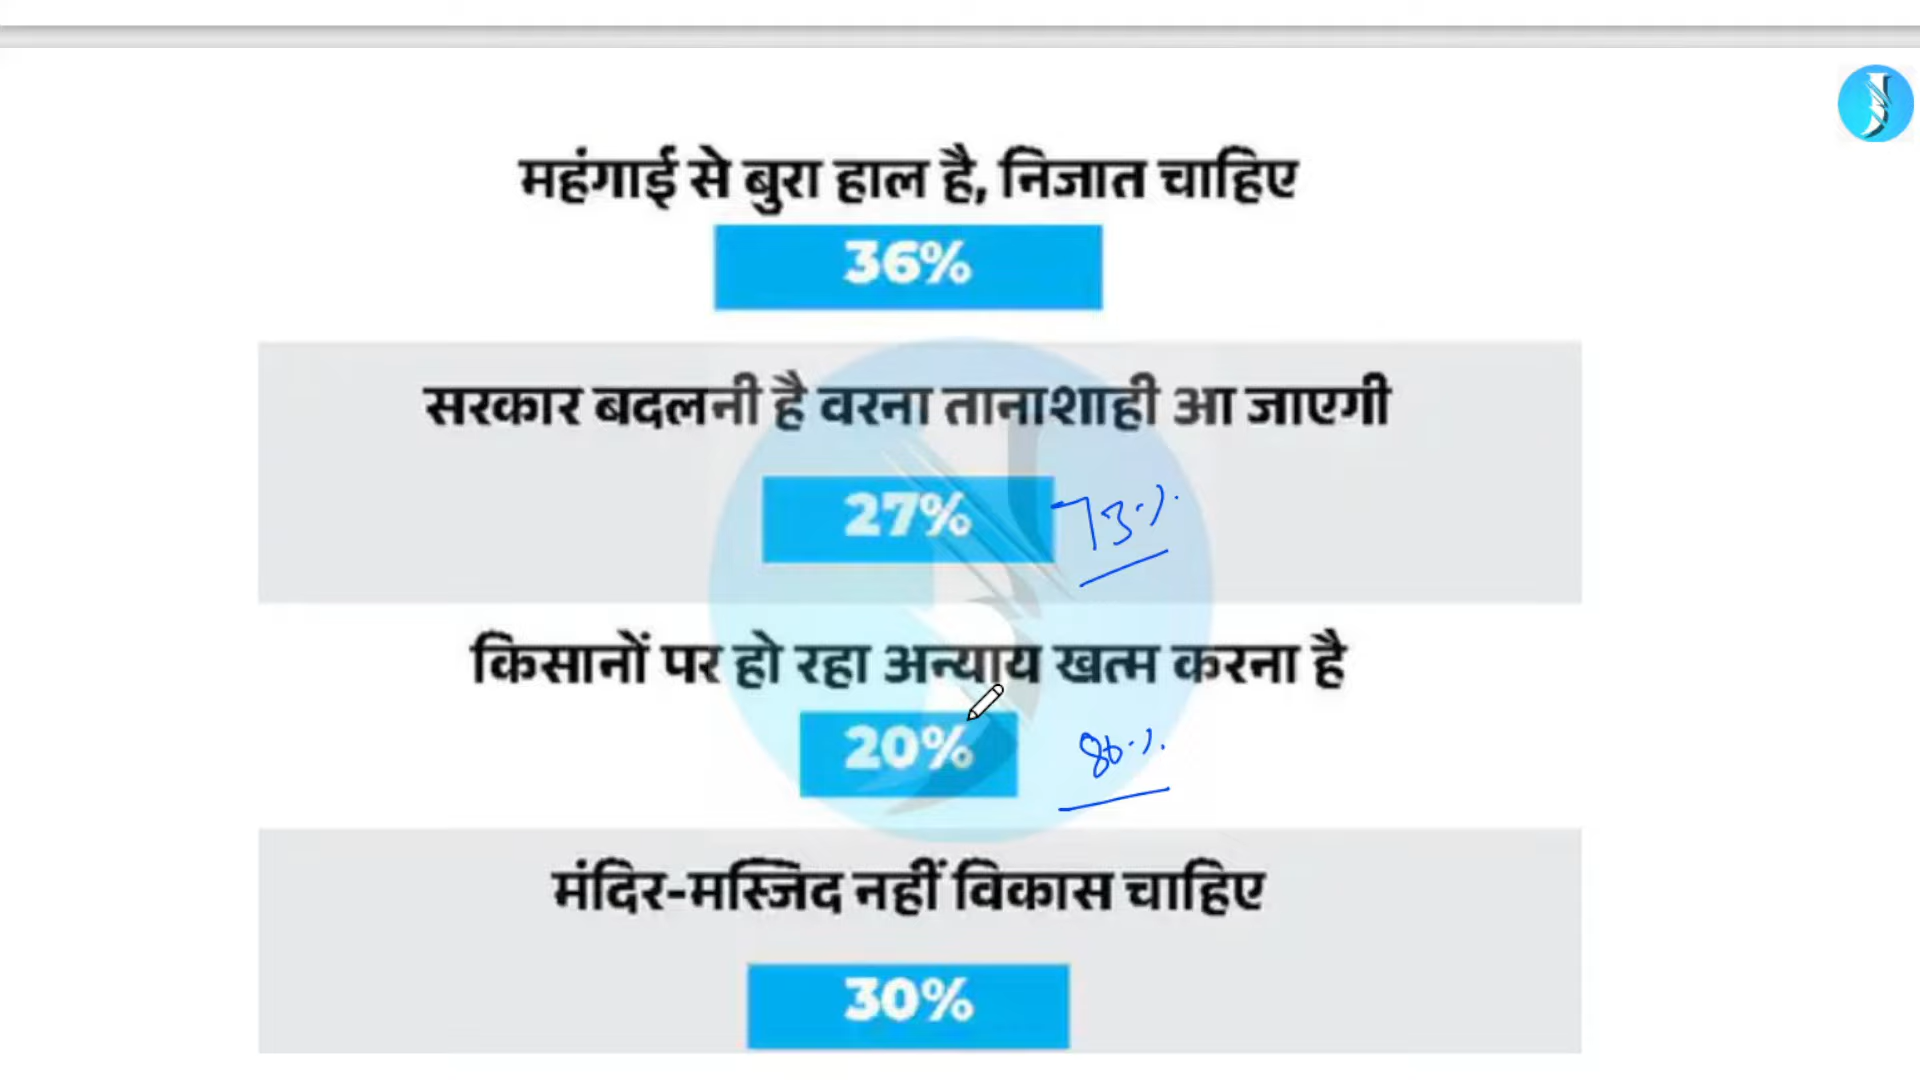 महंगाई से बुरा हाल है, निजात चाहिए
36%
सरकार बदलनी है वरना तानाशाही आ जाएगी
27%
73%
किसानों पर हो रहा अन्याय खत्म करना है
20%
80%
मंदिर-मस्जिद नहीं विकास चाहिए
30%